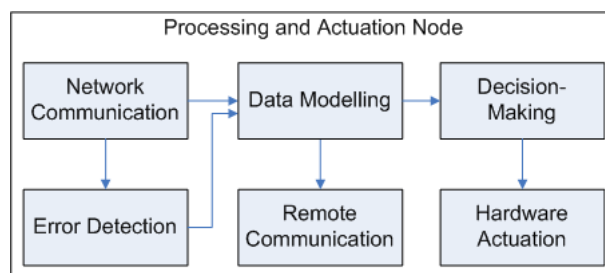 Processing and Actuation Node
Network
Communication
Data Modelling
Decision-
Making
Error Detection
Remote
Communication
Hardware
Actuation